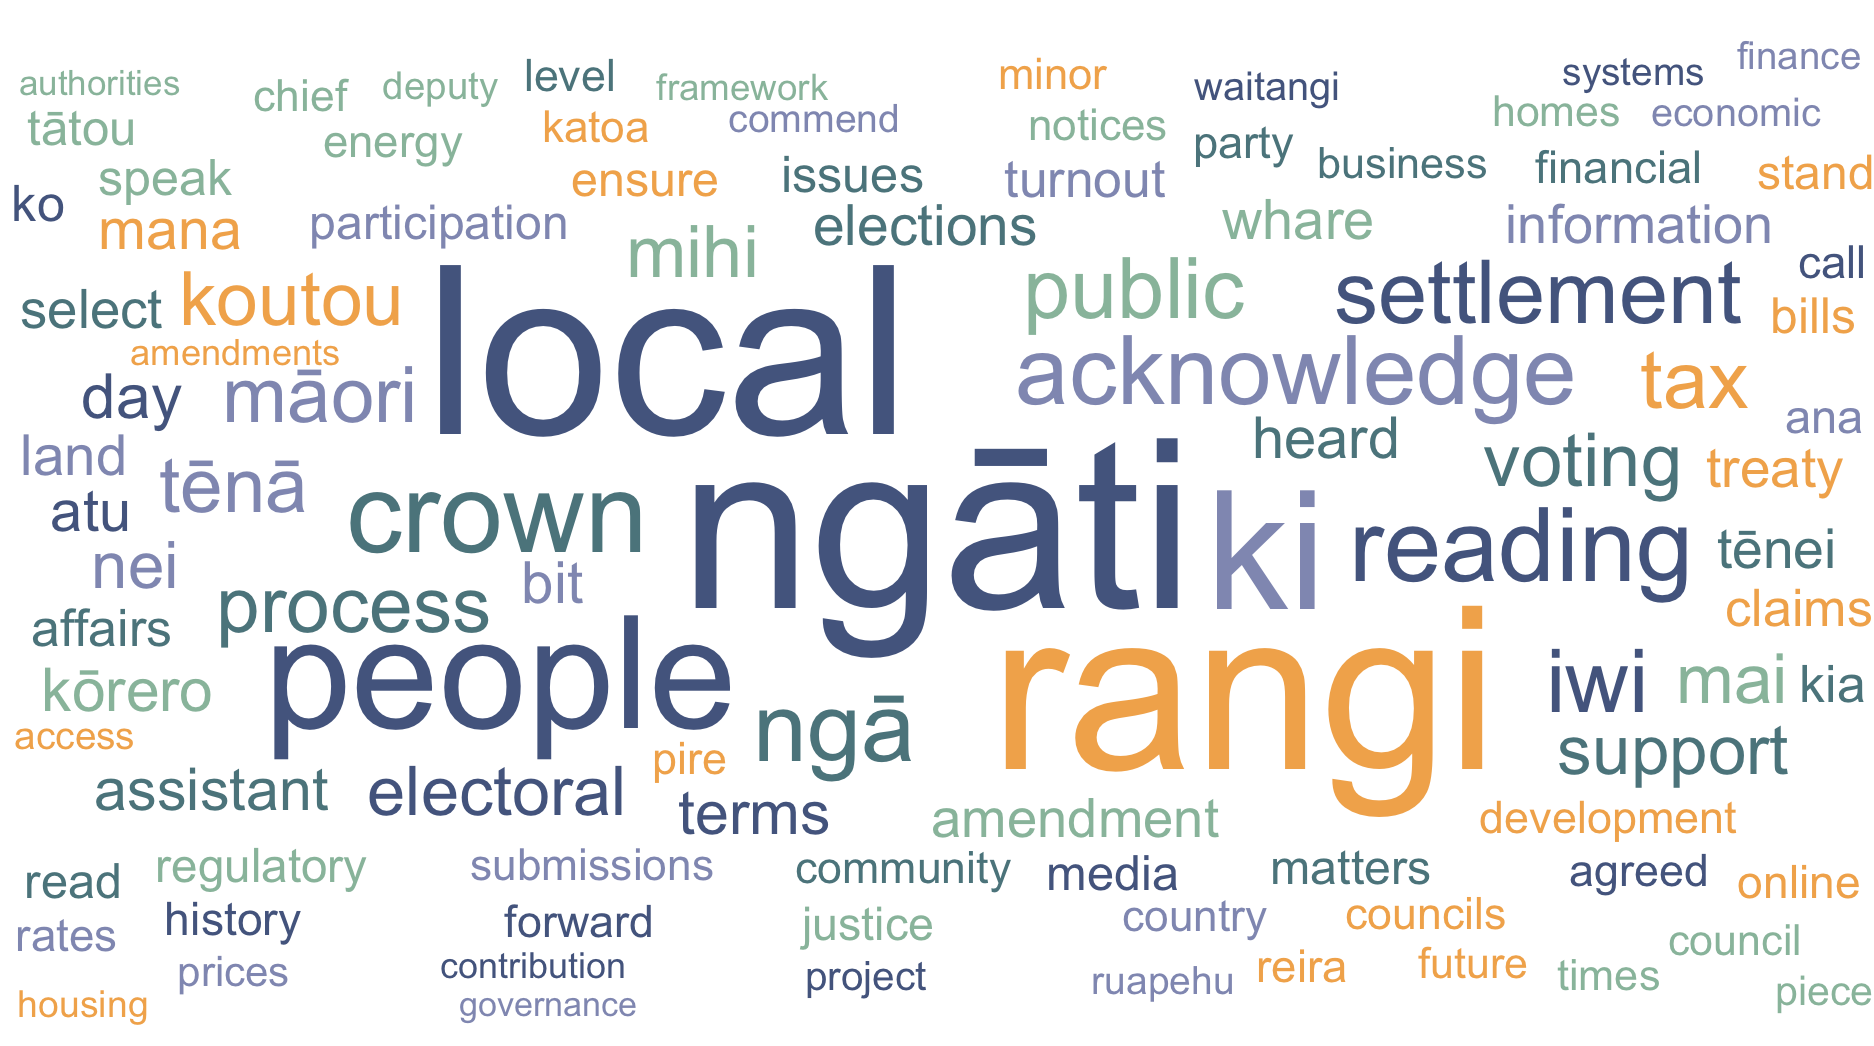 authorities chief deputy level framework minor waitangi systems finance
tātou energy katoa commend notices party homes economic
ko speak ensure issues turnout business financial stand
mana participation mihi elections whare information
select koutou local public settlement call bills
amendments day māori acknowledge tax ana
land tēnā crown ngāti ki heard voting treaty
atu nei bit reading tēnei claims
affairs process people rangi iwi mai kia
kōrero access ngā pire support
assistant electoral terms amendment development
read regulatory submissions community media matters agreed online
rates history forward justice country councils council
prices contribution project ruapehu reira future times
housing governance piece